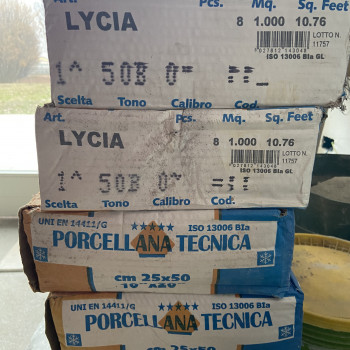 Art. Pcs. Mq. Sq. Feet
LYCIA 8 1.000 10.76
LOTTO N.
11757
ISO 13006 BIa GL
1^ 50B 0
Scelta Tono Calibro Cod.
Art. Pcs. Mq. Sq. Feet
LYCIA 8 1.000 10.76
LOTTO N.
11757
ISO 13006 BIa GL
1^ 50B 0
Scelta Tono Calibro Cod.
UNI EN 14411/G ISO 13006 BIa
PORCELLANA TECNICA
cm 25x50
10"x20"
UNI EN 14411/G ISO 13006 BIa
PORCELLANA TECNICA